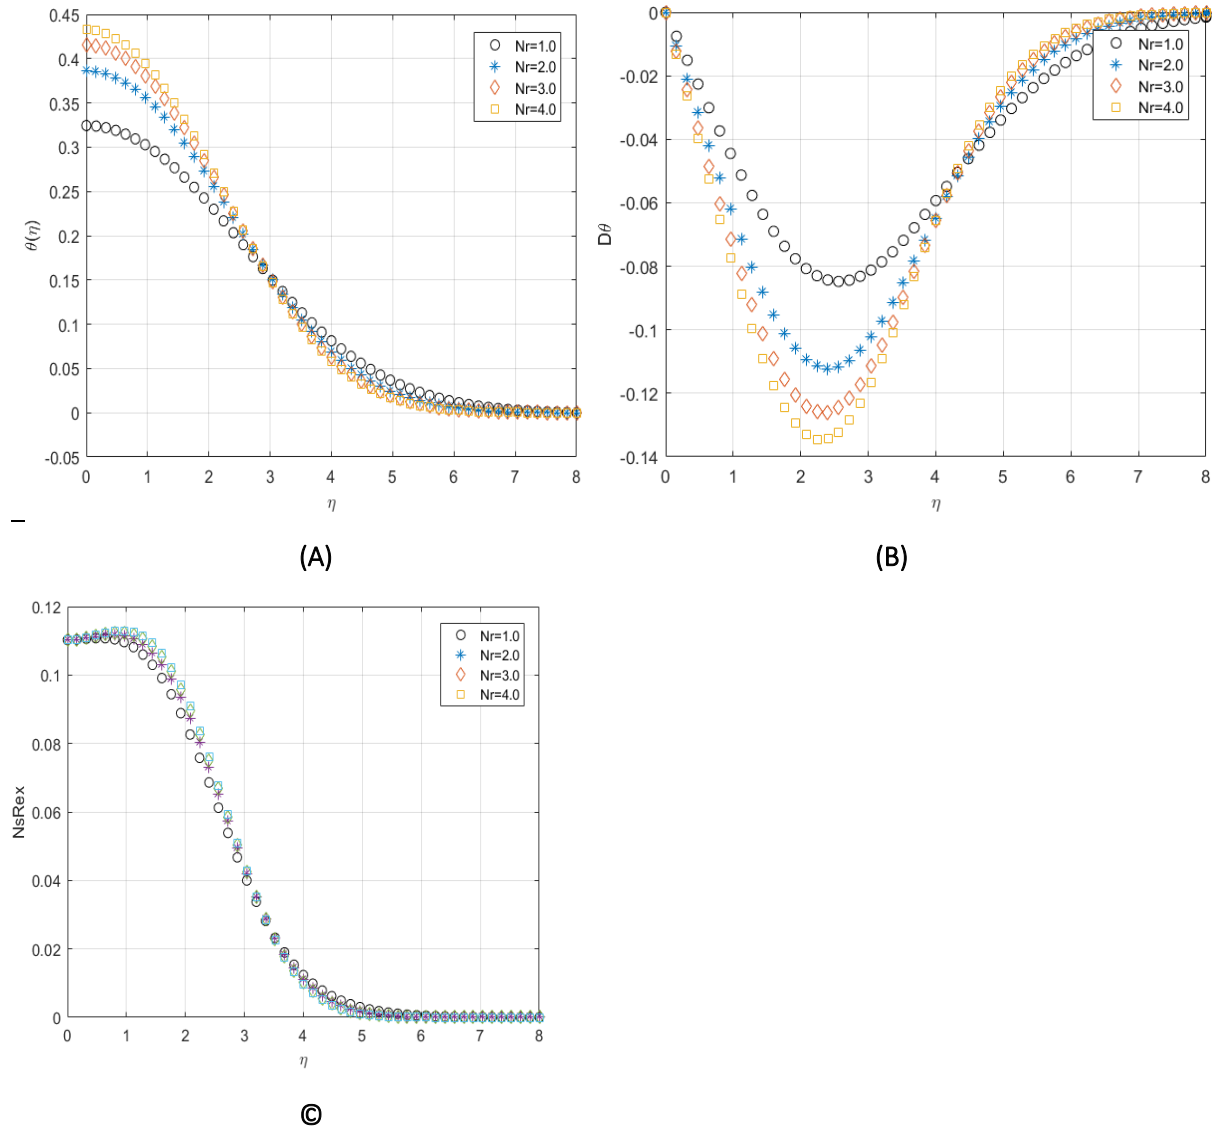 0.45
0.4
0.35
0.3
0.25
0.2
0.15
0.1
0.05
0
-0.05
θ(η)
0 1 2 3 4 5 6 7 8
η
Nr=1.0
Nr=2.0
Nr=3.0
Nr=4.0
(A)
0
-0.02
-0.04
-0.06
-0.08
-0.1
-0.12
-0.14
Dθ
0 1 2 3 4 5 6 7 8
η
Nr=1.0
Nr=2.0
Nr=3.0
Nr=4.0
(B)
0.12
0.1
0.08
0.06
0.04
0.02
0
NsRex
0 1 2 3 4 5 6 7 8
η
Nr=1.0
Nr=2.0
Nr=3.0
Nr=4.0
©